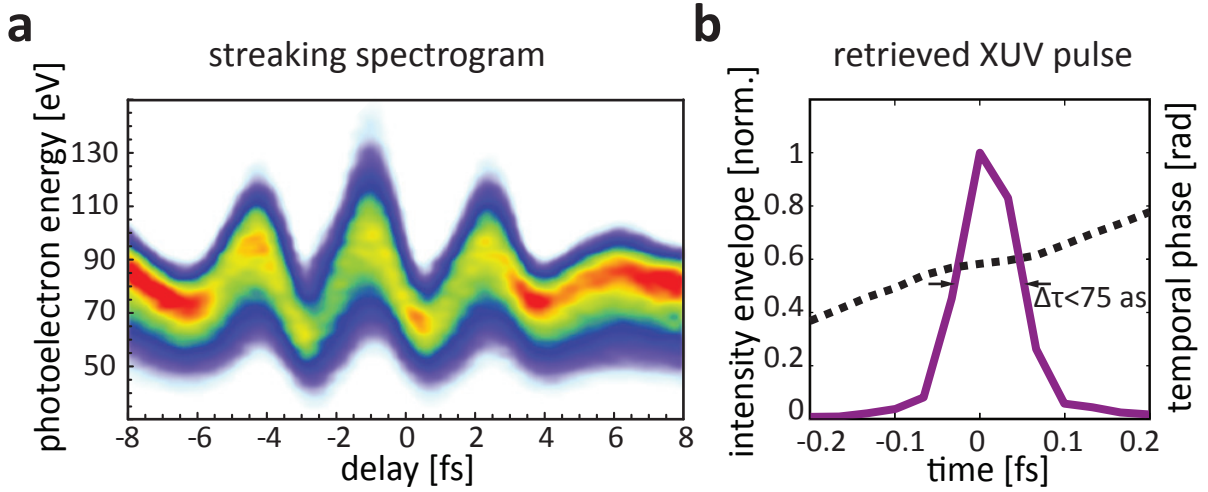 a
streaking spectrogram
photoelectron energy [eV]
130
110
90
70
50
-8
-6
-4
-2
0
2
4
6
8
delay [fs]
b
retrieved XUV pulse
intensity envelope [norm.]
1
0.8
0.6
0.4
0.2
0
Δτ<75 as
temporal phase [rad]
-0.2
-0.1
0
0.1
0.2
time [fs]